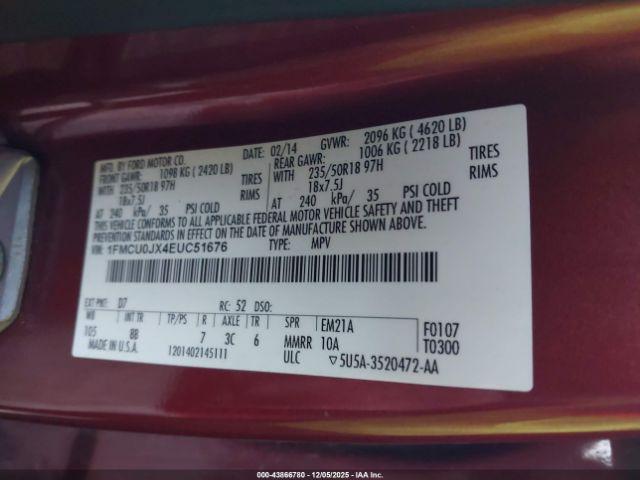 MFD. BY FORD MOTOR CO. DATE: 02/14 GVWR: 2096 KG ( 4620 LB)
FRONT GAWR: 1098 KG ( 2420 LB) REAR GAWR: 1006 KG ( 2218 LB)
WITH 235/50R18 97H TIRES WITH 235/50R18 97H TIRES
18x7.5J RIMS 18x7.5J RIMS
AT 240 kPa/ 35 PSI COLD AT 240 kPa/ 35 PSI COLD
THIS VEHICLE CONFORMS TO ALL APPLICABLE FEDERAL MOTOR VEHICLE SAFETY AND THEFT
PREVENTION STANDARDS IN EFFECT ON THE DATE OF MANUFACTURE SHOWN ABOVE.
VIN: 1FMCU0JX4EUC51676 TYPE: MPV
EXT PNT: D7 RC: 52 DSO:
WB INT TR TP/PS R AXLE TR SPR EM21A F0107
105 BB 7 3C 6 MMRR 10A T0300
MADE IN U.S.A. 1201402145111 ULC ▽5U5A-3520472-AA
000-43866780 - 12/05/2025 - IAA Inc.